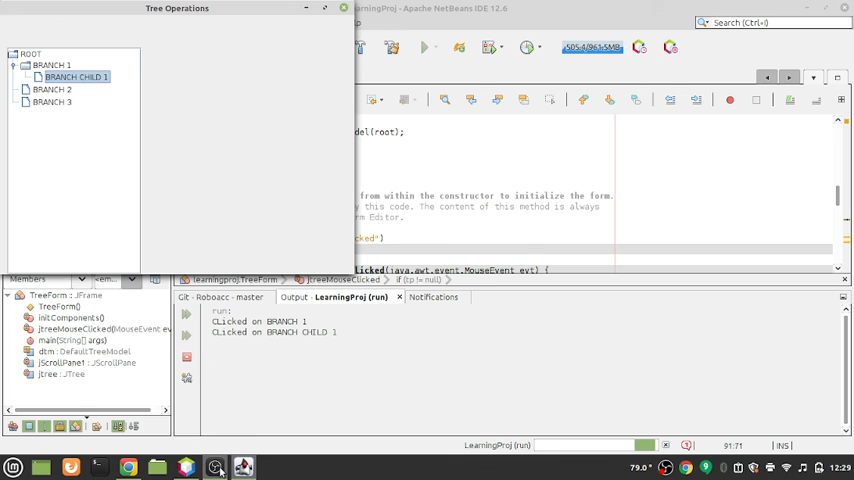 Tree Operations
ROOT
BRANCH 1
BRANCH CHILD 1
BRANCH 2
BRANCH 3
earningProj - Apache NetBeans IDE 12.6
Search (Ctrl+I)
505.4/961.5MB
del(root);
from within the constructor to initialize the form.
y this code. The content of this method is always
rm Editor.
cked")
licked(java.awt.event.MouseEvent evt) {
Members
<em...
learningproj.TreeForm
jtreeMouseClicked
if (tp != null)
TreeForm :: JFrame
TreeForm()
initComponents()
jtreeMouseClicked(MouseEvent e
main(String[] args)
dtm : DefaultTreeModel
jScrollPane1 : JScrollPane
jtree : JTree
Git - Roboacc - master
Output - LearningProj (run)
Notifications
run:
CLicked on BRANCH 1
CLicked on BRANCH CHILD 1
LearningProj (run)
91:71
INS
79.0°
12:29